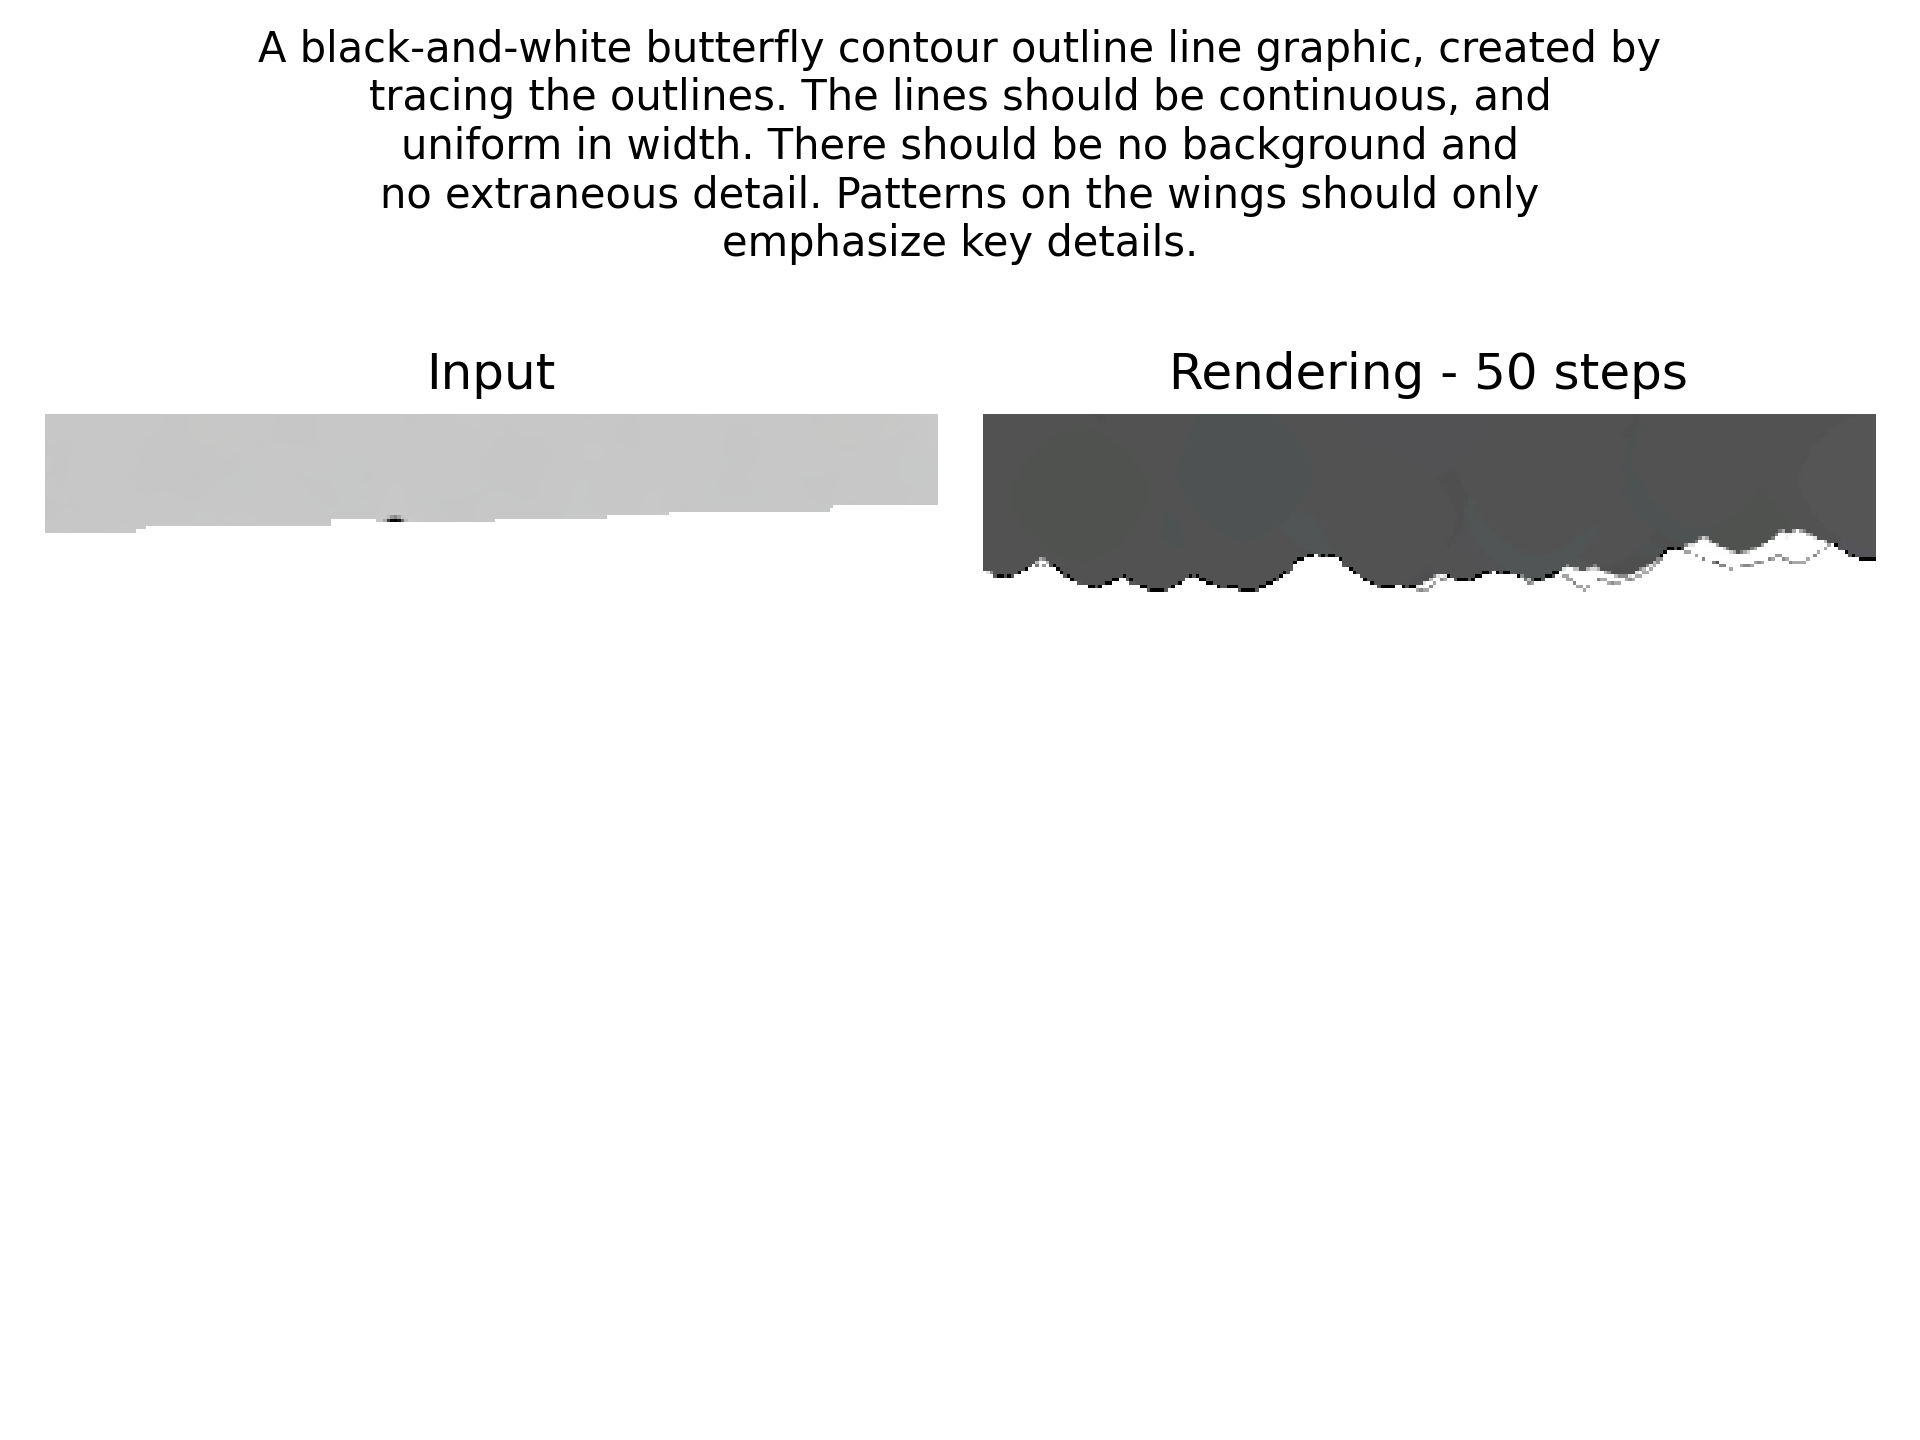 A black-and-white butterfly contour outline line graphic, created by
tracing the outlines. The lines should be continuous, and
uniform in width. There should be no background and
no extraneous detail. Patterns on the wings should only
emphasize key details.
Input
Rendering - 50 steps